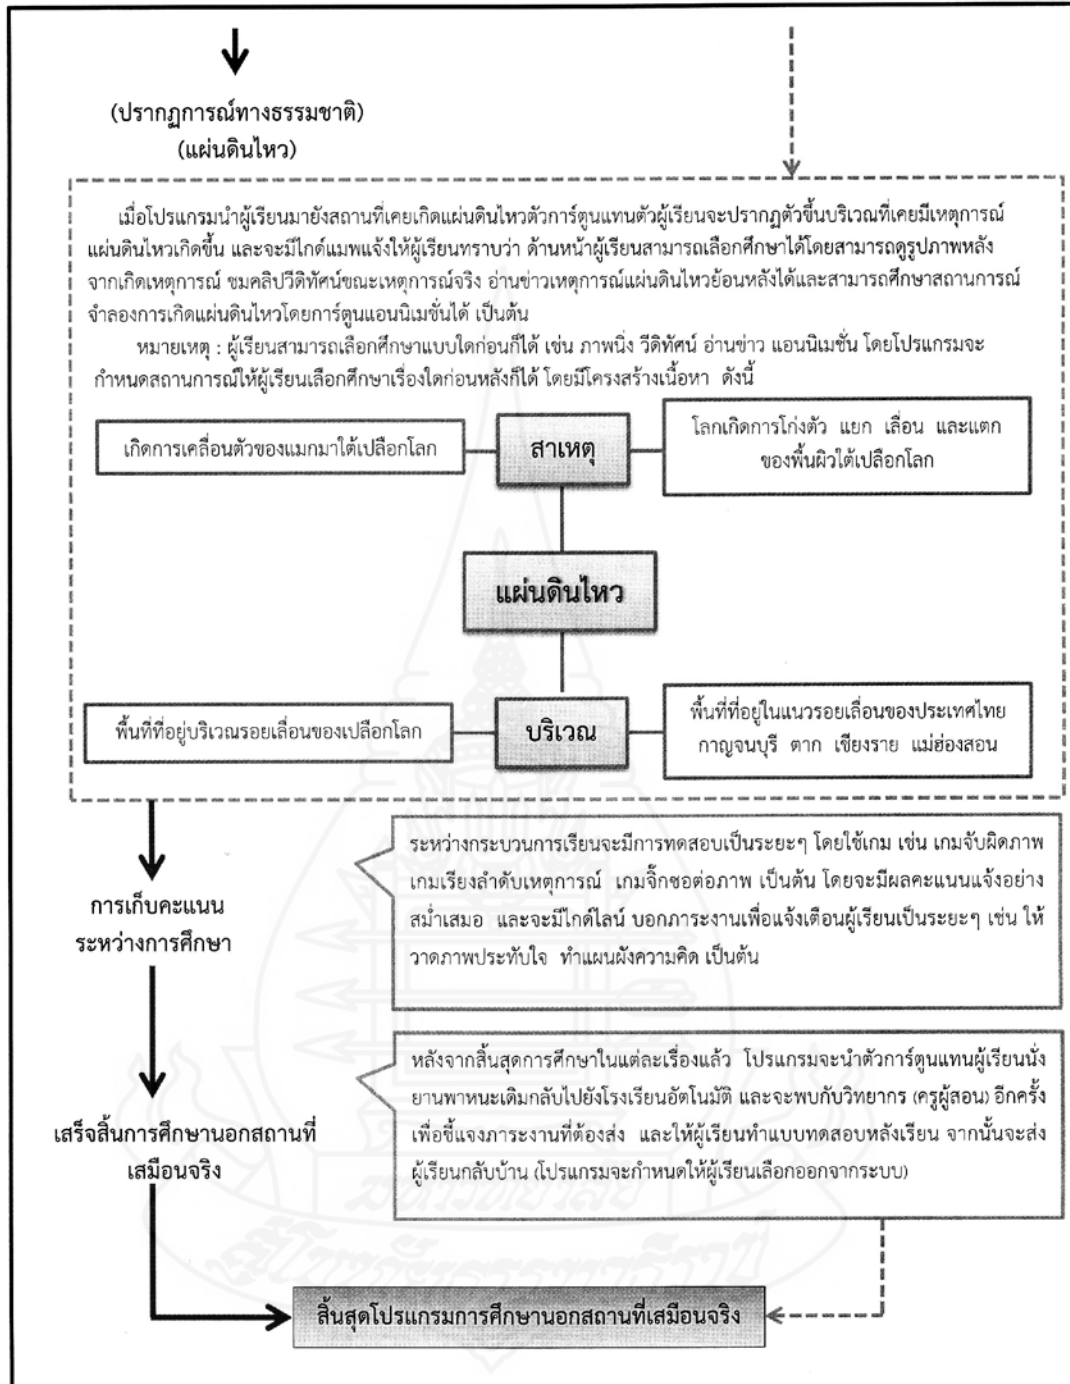 (ปรากฏการณ์ทางธรรมชาติ)
(แผ่นดินไหว)
เมื่อโปรแกรมนำผู้เรียนมายังสถานที่เคยเกิดแผ่นดินไหวตัวการ์ตูนแทนตัวผู้เรียนจะปรากฏตัวขึ้นบริเวณที่เคยมีเหตุการณ์
แผ่นดินไหวเกิดขึ้น และจะมีไกด์แมพแจ้งให้ผู้เรียนทราบว่า ด้านหน้าผู้เรียนสามารถเลือกศึกษาได้โดยสามารถดูรูปภาพหลัง
จากเกิดเหตุการณ์ ชมคลิปวีดิทัศน์ขณะเหตุการณ์จริง อ่านข่าวเหตุการณ์แผ่นดินไหวย้อนหลังได้และสามารถศึกษาสถานการณ์
จำลองการเกิดแผ่นดินไหวโดยการ์ตูนแอนนิเมชั่นได้ เป็นต้น
หมายเหตุ : ผู้เรียนสามารถเลือกศึกษาแบบใดก่อนก็ได้ เช่น ภาพนิ่ง วีดิทัศน์ อ่านข่าว แอนนิเมชั่น โดยโปรแกรมจะ
กำหนดสถานการณ์ให้ผู้เรียนเลือกศึกษาเรื่องใดก่อนหลังก็ได้ โดยมีโครงสร้างเนื้อหา ดังนี้
เกิดการเคลื่อนตัวของแมกมาใต้เปลือกโลก
สาเหตุ
โลกเกิดการโก่งตัว แยก เลื่อน และแตก
ของพื้นผิวใต้เปลือกโลก
แผ่นดินไหว
พื้นที่ที่อยู่บริเวณรอยเลื่อนของเปลือกโลก
บริเวณ
พื้นที่ที่อยู่ในแนวรอยเลื่อนของประเทศไทย
กาญจนบุรี ตาก เชียงราย แม่ฮ่องสอน
การเก็บคะแนน
ระหว่างการศึกษา
ระหว่างกระบวนการเรียนจะมีการทดสอบเป็นระยะๆ โดยใช้เกม เช่น เกมจับผิดภาพ
เกมเรียงลำดับเหตุการณ์ เกมจิ๊กซอต่อภาพ เป็นต้น โดยจะมีผลคะแนนแจ้งอย่าง
สม่ำเสมอ และจะมีไกด์ไลน์ บอกภาระงานเพื่อแจ้งเตือนผู้เรียนเป็นระยะๆ เช่น ให้
วาดภาพประทับใจ ทำแผนผังความคิด เป็นต้น
เสร็จสิ้นการศึกษานอกสถานที่
เสมือนจริง
หลังจากสิ้นสุดการศึกษาในแต่ละเรื่องแล้ว โปรแกรมจะนำตัวการ์ตูนแทนผู้เรียนนั่ง
ยานพาหนะเดิมกลับไปยังโรงเรียนอัตโนมัติ และจะพบกับวิทยากร (ครูผู้สอน) อีกครั้ง
เพื่อชี้แจงภาระงานที่ต้องส่ง และให้ผู้เรียนทำแบบทดสอบหลังเรียน จากนั้นจะส่ง
ผู้เรียนกลับบ้าน (โปรแกรมจะกำหนดให้ผู้เรียนเลือกออกจากระบบ)
สิ้นสุดโปรแกรมการศึกษานอกสถานที่เสมือนจริง